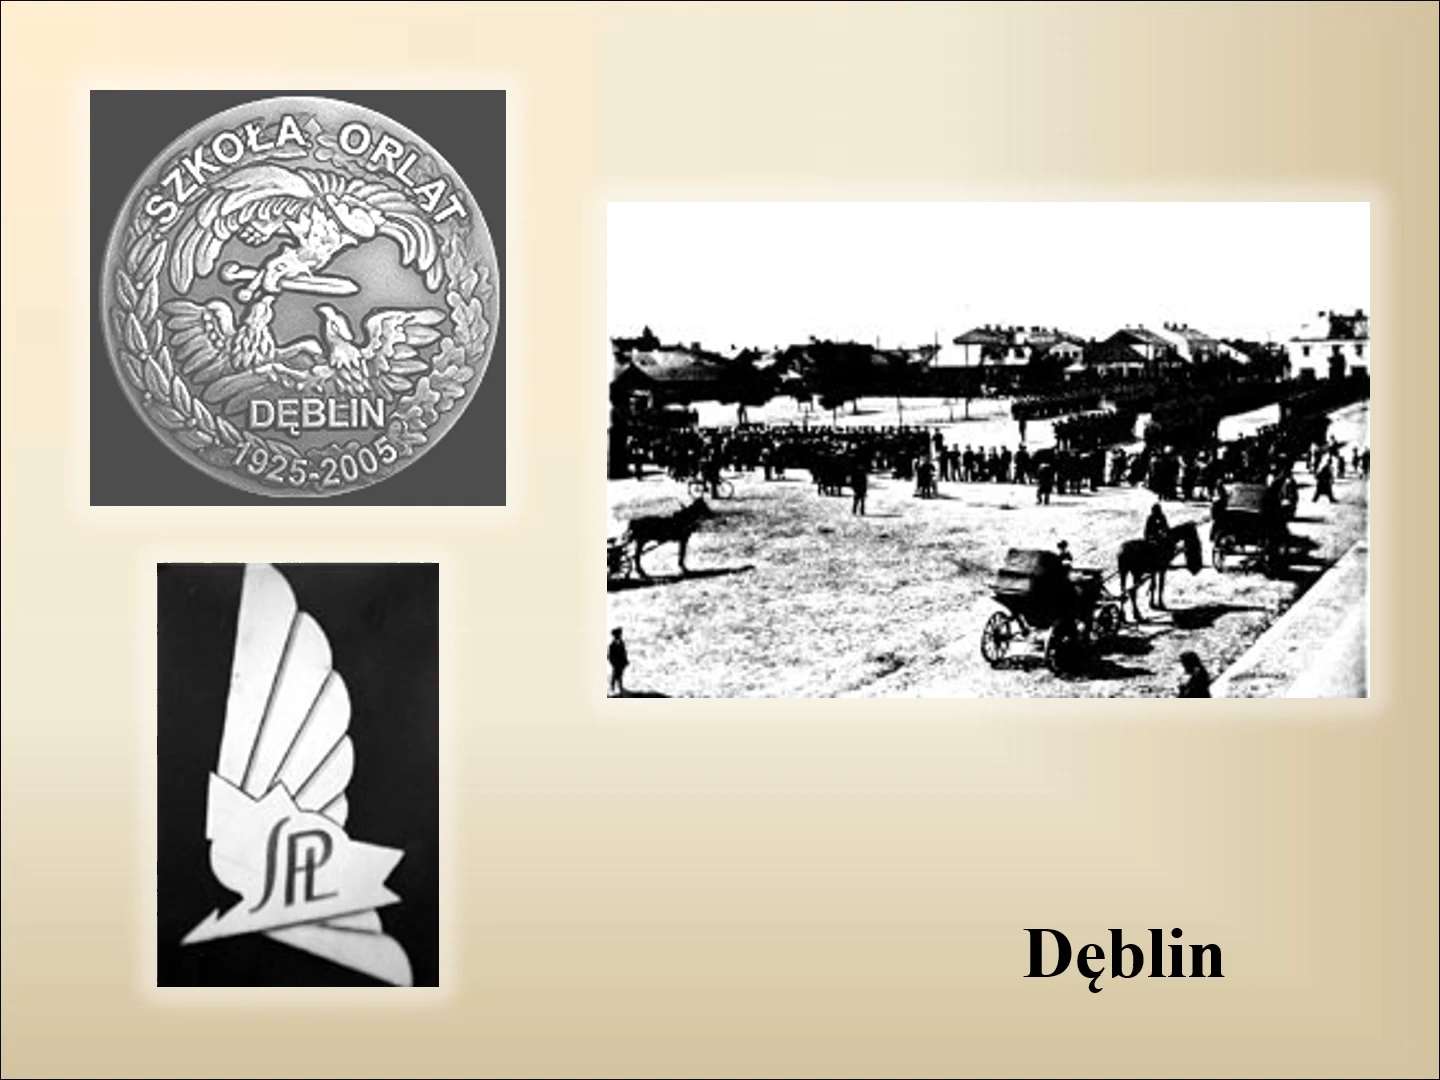 SZKOŁA ORLĄT
DĘBLIN
1925-2005
SPL
Dęblin